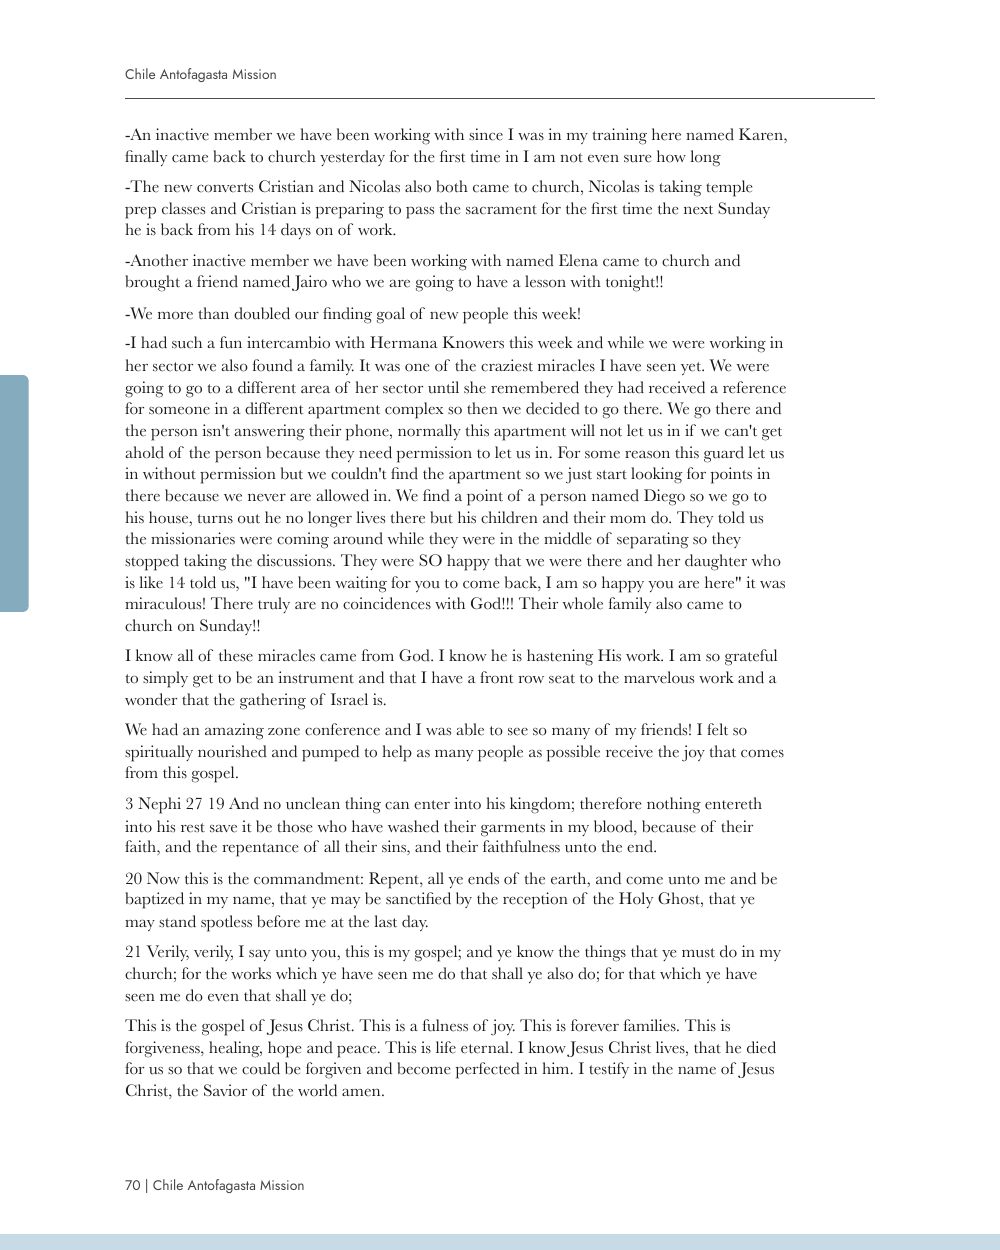 Chile Antofagasta Mission
-An inactive member we have been working with since I was in my training here named Karen,
finally came back to church yesterday for the first time in I am not even sure how long
-The new converts Cristian and Nicolas also both came to church, Nicolas is taking temple
prep classes and Cristian is preparing to pass the sacrament for the first time the next Sunday
he is back from his 14 days on of work.
-Another inactive member we have been working with named Elena came to church and
brought a friend named Jairo who we are going to have a lesson with tonight!!
-We more than doubled our finding goal of new people this week!
-I had such a fun intercambio with Hermana Knowers this week and while we were working in
her sector we also found a family. It was one of the craziest miracles I have seen yet. We were
going to go to a different area of her sector until she remembered they had received a reference
for someone in a different apartment complex so then we decided to go there. We go there and
the person isn't answering their phone, normally this apartment will not let us in if we can't get
ahold of the person because they need permission to let us in. For some reason this guard let us
in without permission but we couldn't find the apartment so we just start looking for points in
there because we never are allowed in. We find a point of a person named Diego so we go to
his house, turns out he no longer lives there but his children and their mom do. They told us
the missionaries were coming around while they were in the middle of separating so they
stopped taking the discussions. They were SO happy that we were there and her daughter who
is like 14 told us, "I have been waiting for you to come back, I am so happy you are here" it was
miraculous! There truly are no coincidences with God!!! Their whole family also came to
church on Sunday!!
I know all of these miracles came from God. I know he is hastening His work. I am so grateful
to simply get to be an instrument and that I have a front row seat to the marvelous work and a
wonder that the gathering of Israel is.
We had an amazing zone conference and I was able to see so many of my friends! I felt so
spiritually nourished and pumped to help as many people as possible receive the joy that comes
from this gospel.
3 Nephi 27 19 And no unclean thing can enter into his kingdom; therefore nothing entereth
into his rest save it be those who have washed their garments in my blood, because of their
faith, and the repentance of all their sins, and their faithfulness unto the end.
20 Now this is the commandment: Repent, all ye ends of the earth, and come unto me and be
baptized in my name, that ye may be sanctified by the reception of the Holy Ghost, that ye
may stand spotless before me at the last day.
21 Verily, verily, I say unto you, this is my gospel; and ye know the things that ye must do in my
church; for the works which ye have seen me do that shall ye also do; for that which ye have
seen me do even that shall ye do;
This is the gospel of Jesus Christ. This is a fulness of joy. This is forever families. This is
forgiveness, healing, hope and peace. This is life eternal. I know Jesus Christ lives, that he died
for us so that we could be forgiven and become perfected in him. I testify in the name of Jesus
Christ, the Savior of the world amen.
70 | Chile Antofagasta Mission